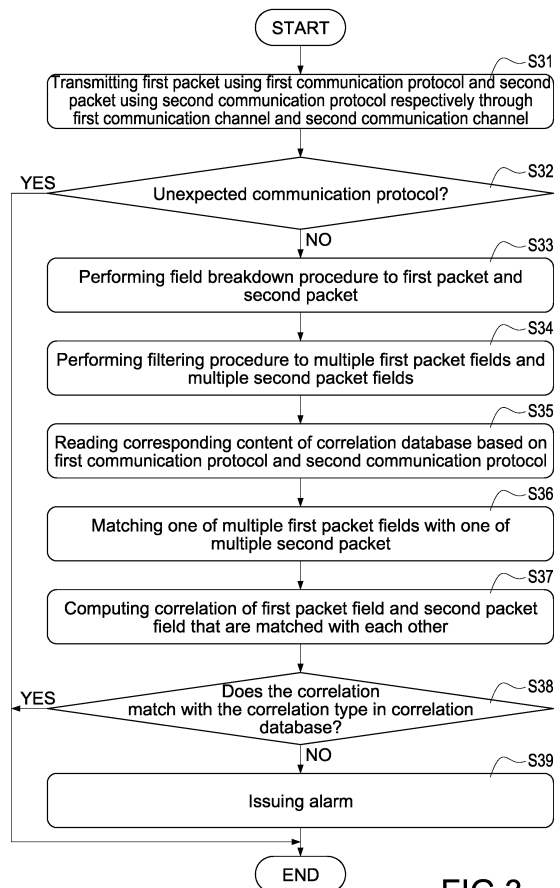 START
S31
Transmitting first packet using first communication protocol and second
packet using second communication protocol respectively through
first communication channel and second communication channel
S32
YES
Unexpected communication protocol?
NO
S33
Performing field breakdown procedure to first packet and
second packet
S34
Performing filtering procedure to multiple first packet fields and
multiple second packet fields
S35
Reading corresponding content of correlation database based on
first communication protocol and second communication protocol
S36
Matching one of multiple first packet fields with one of
multiple second packet
S37
Computing correlation of first packet field and second packet
field that are matched with each other
S38
YES
Does the correlation
match with the correlation type in correlation
database?
NO
S39
Issuing alarm
END
FIG.3